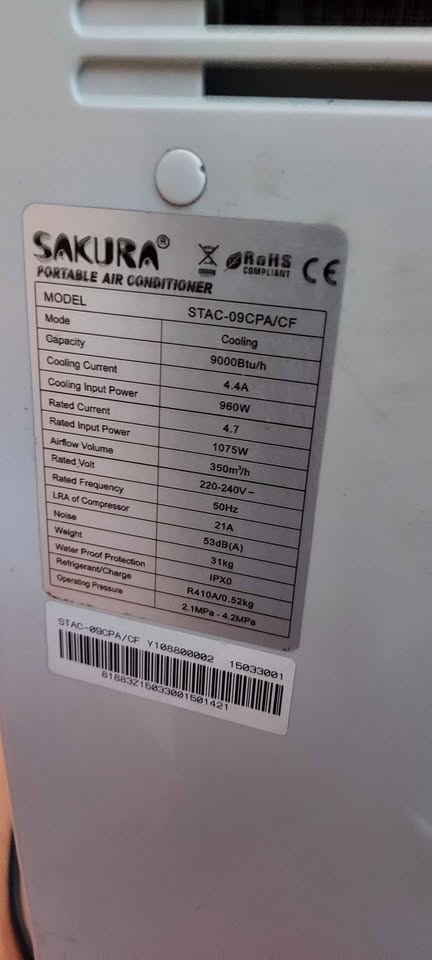 SAKURA®
RoHS
COMPLIANT
CE
PORTABLE AIR CONDITIONER
MODEL STAC-09CPA/CF
Mode Cooling
Capacity 9000Btu/h
Cooling Current 4.4A
Cooling Input Power 960W
Rated Current 4.7
Rated Input Power 1075W
Airflow Volume 350m³/h
Rated Volt 220-240V~
Rated Frequency 50Hz
LRA of Compressor 21A
Noise 53dB(A)
Weight 31kg
Water Proof Protection IPX0
Refrigerant/Charge R410A/0.52kg
Operating Pressure 2.1MPa - 4.2MPa
STAC-09CPA/CF Y108800002 15033001